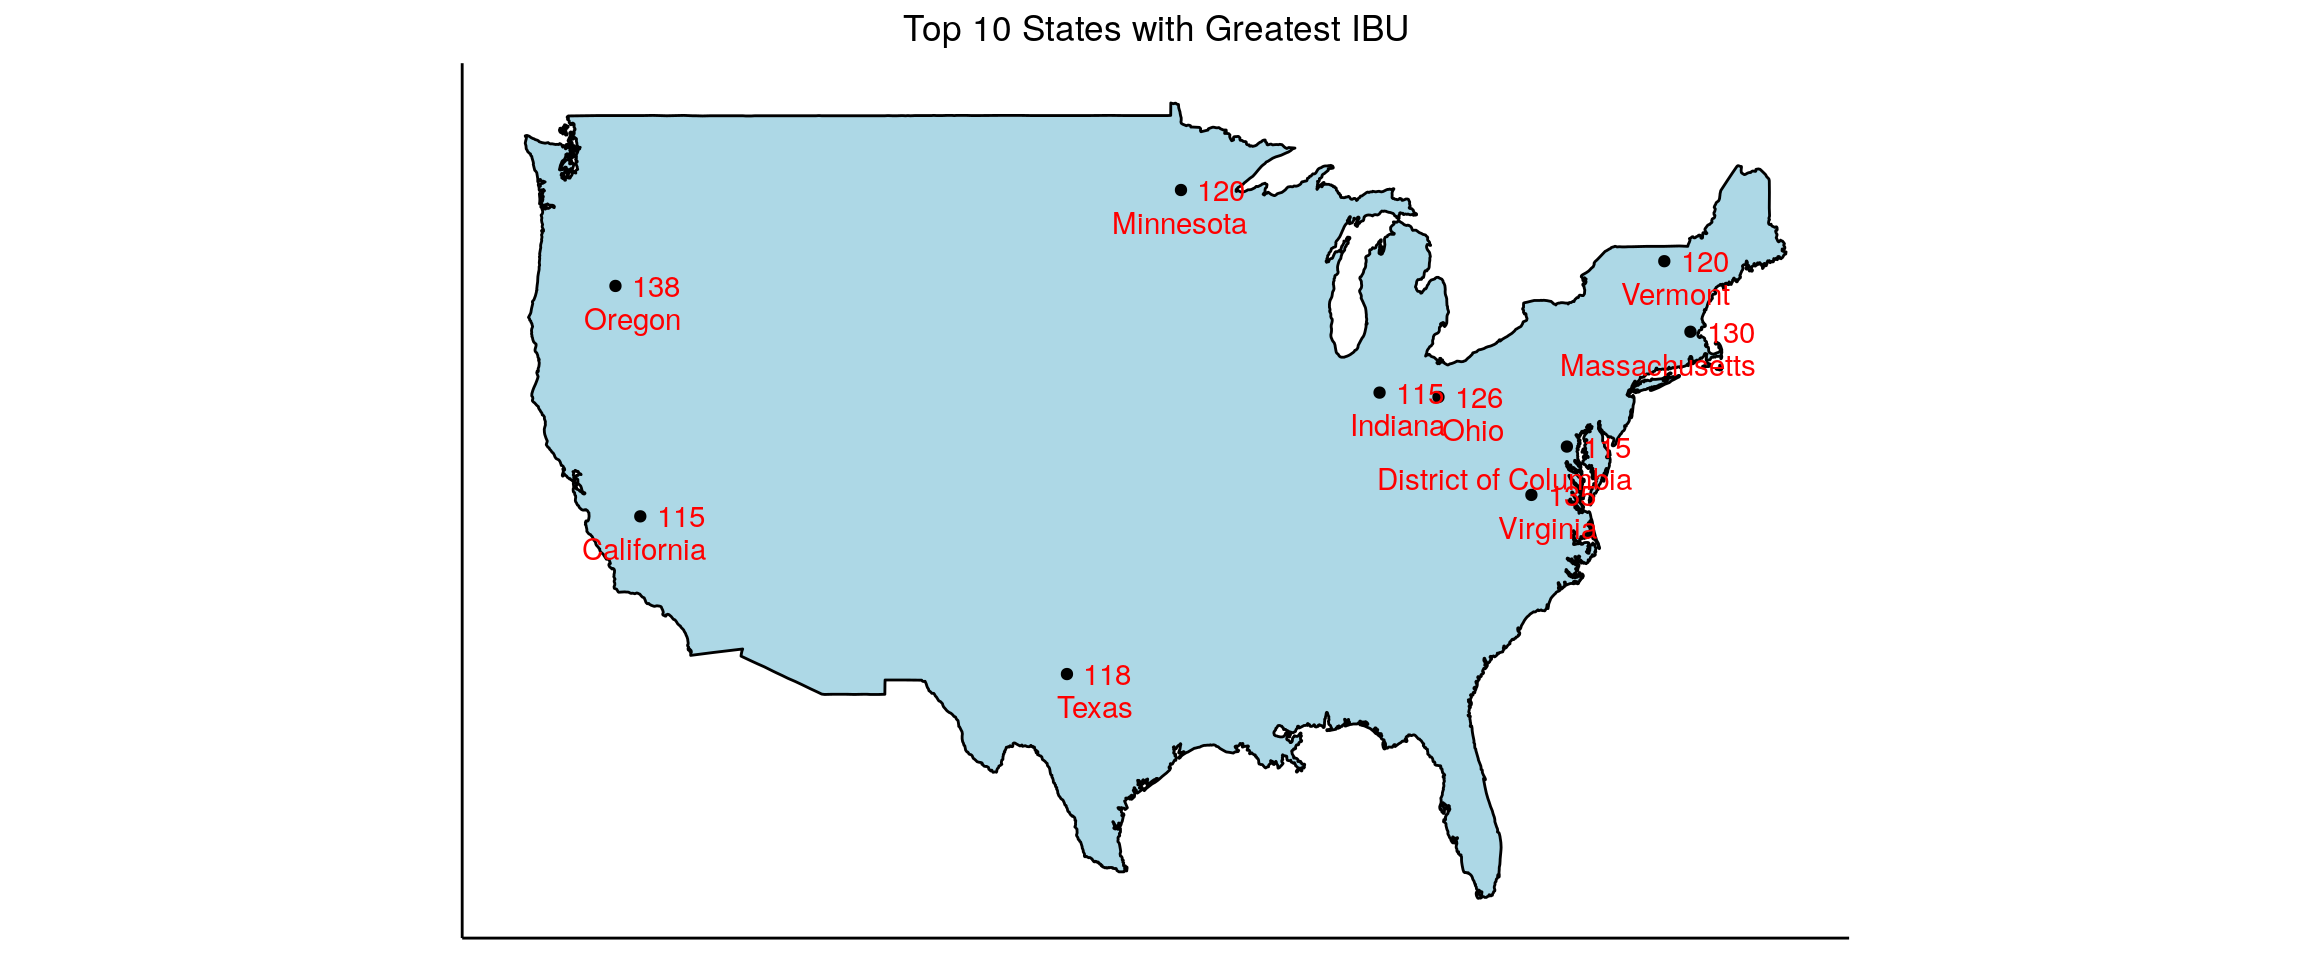 Top 10 States with Greatest IBU
120
Minnesota
120
Vermont
138
Oregon
130
Massachusetts
115
Indiana
126
Ohio
115
District of Columbia
135
Virginia
115
California
118
Texas